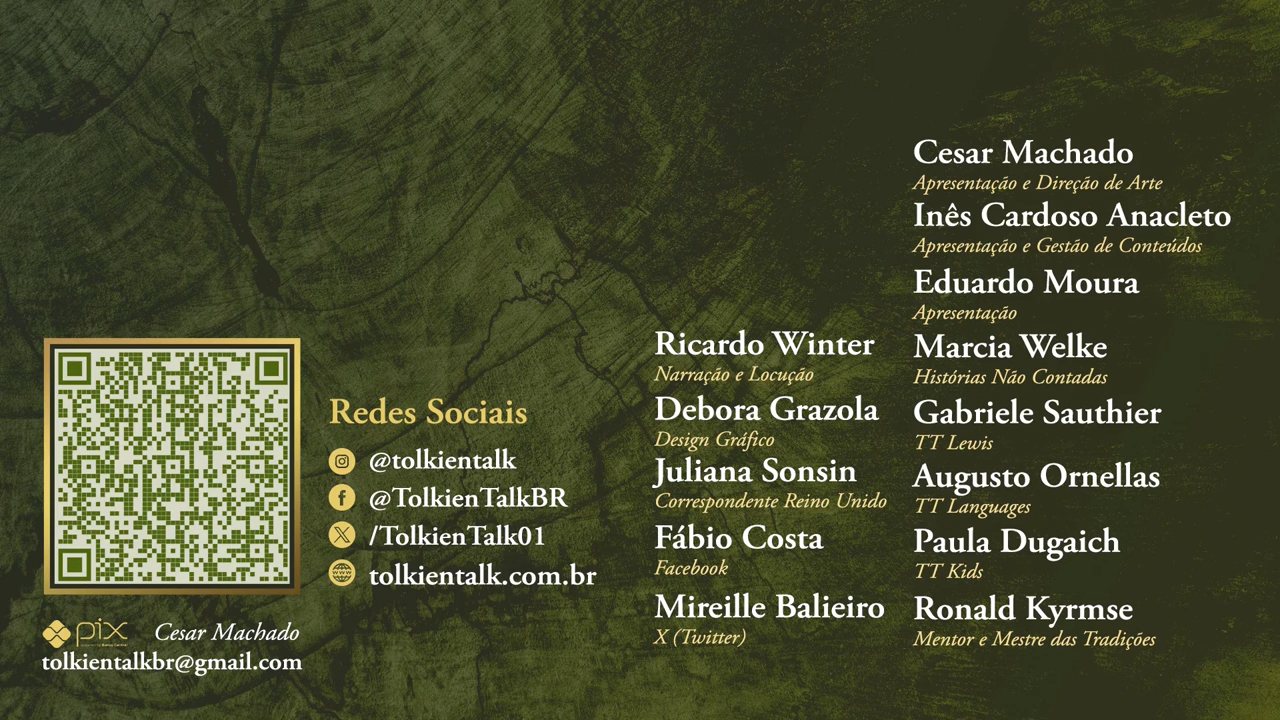 Redes Sociais
@tolkientalk
@TolkienTalkBR
/TolkienTalk01
tolkientalk.com.br
pix
Cesar Machado
tolkientalkbr@gmail.com
Ricardo Winter
Narração e Locução
Debora Grazola
Design Gráfico
Juliana Sonsin
Correspondente Reino Unido
Fábio Costa
Facebook
Mireille Balieiro
X (Twitter)
Cesar Machado
Apresentação e Direção de Arte
Inês Cardoso Anacleto
Apresentação e Gestão de Conteúdos
Eduardo Moura
Apresentação
Marcia Welke
Histórias Não Contadas
Gabriele Sauthier
TT Lewis
Augusto Ornellas
TT Languages
Paula Dugaich
TT Kids
Ronald Kyrmse
Mentor e Mestre das Tradições